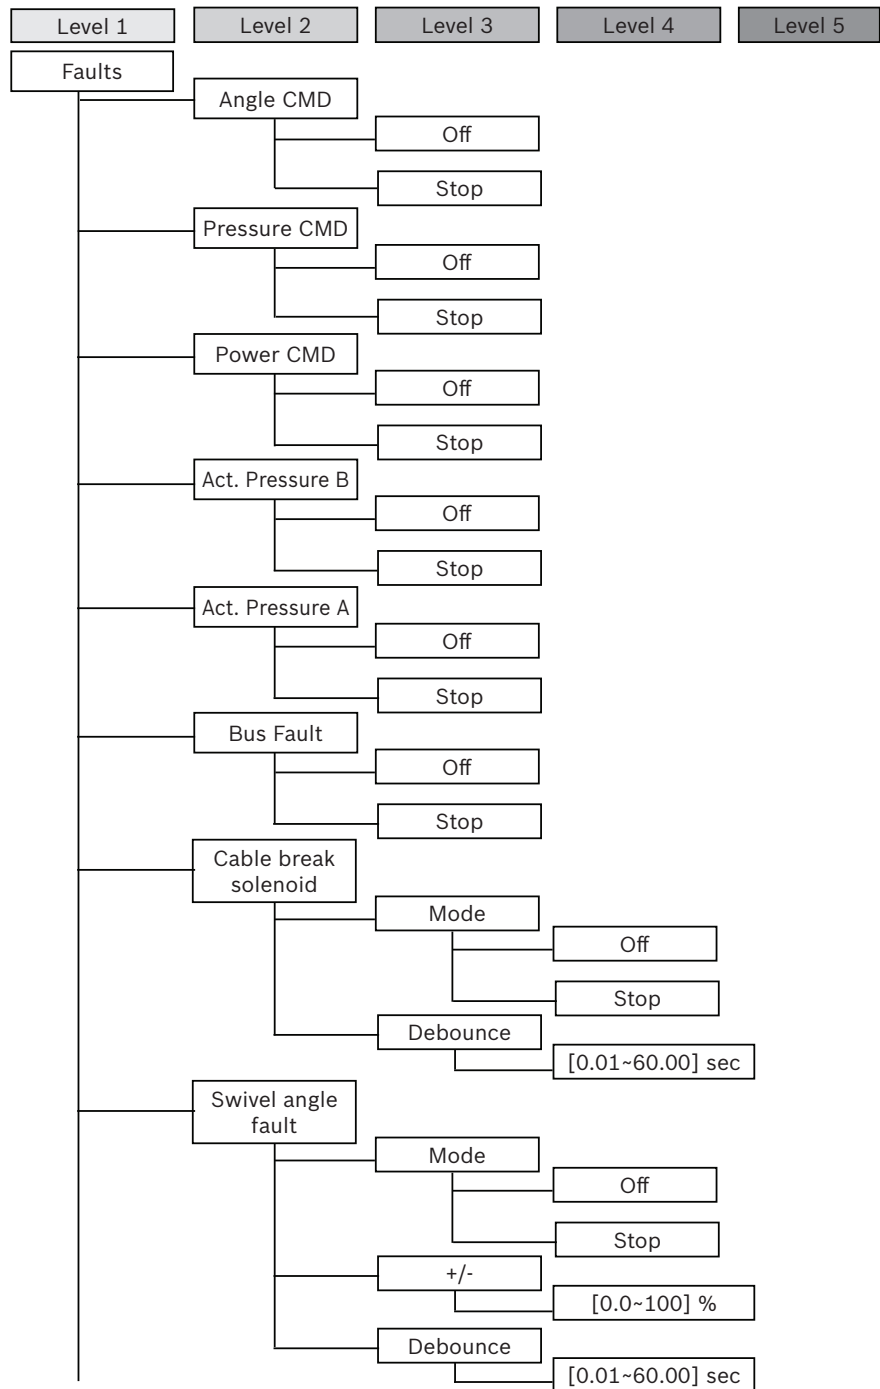 Level 1 Level 2 Level 3 Level 4 Level 5
Faults
Angle CMD
Off
Stop
Pressure CMD
Off
Stop
Power CMD
Off
Stop
Act. Pressure B
Off
Stop
Act. Pressure A
Off
Stop
Bus Fault
Off
Stop
Cable break
solenoid
Mode
Off
Stop
Debounce
[0.01~60.00] sec
Swivel angle
fault
Mode
Off
Stop
+/-
[0.0~100] %
Debounce
[0.01~60.00] sec